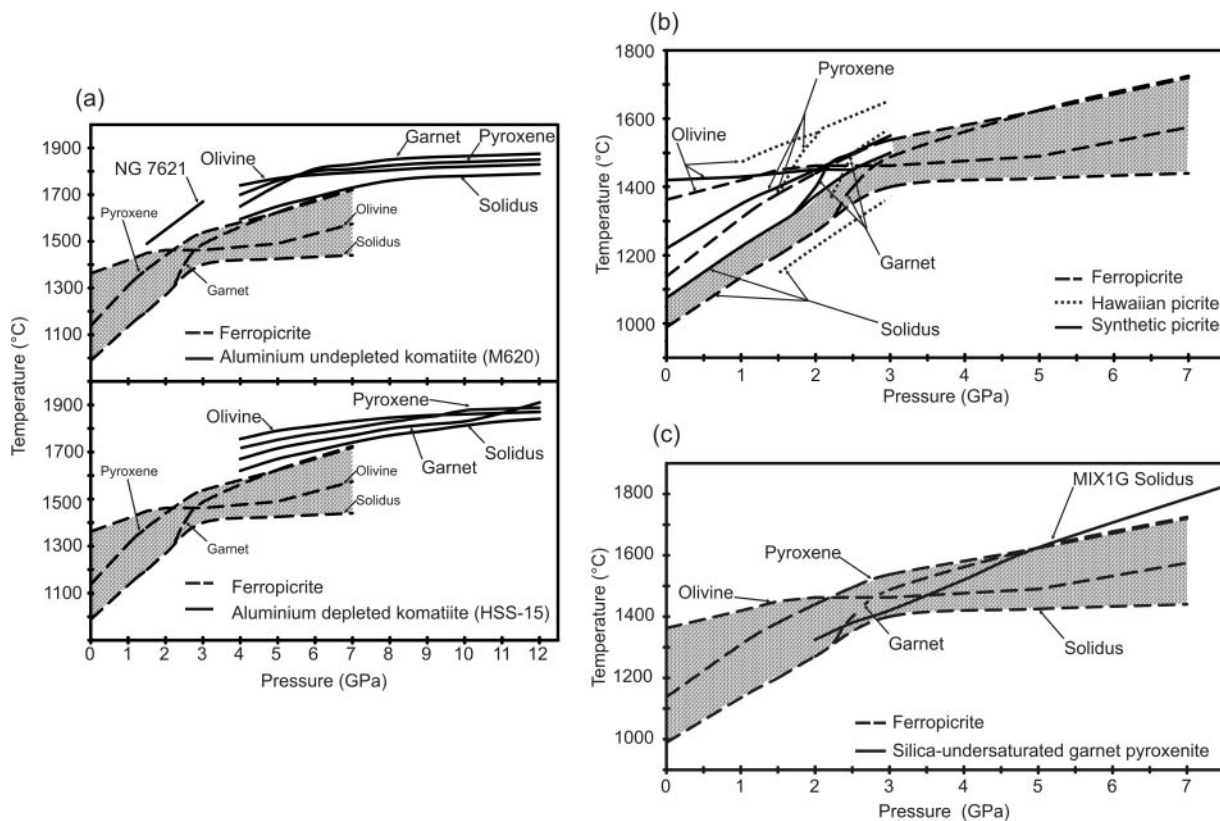 (a)
NG 7621
Olivine
Garnet
Pyroxene
Solidus
Pyroxene
Olivine
Solidus
Garnet
Ferropicrite
Aluminium undepleted komatiite (M620)
1900
1700
1500
1300
1100
Olivine
Pyroxene
Garnet
Solidus
Pyroxene
Olivine
Solidus
Garnet
Ferropicrite
Aluminium depleted komatiite (HSS-15)
1900
1700
1500
1300
1100
Temperature (°C)
0 1 2 3 4 5 6 7 8 9 10 11 12
Pressure (GPa)
(b)
1800
1600
1400
1200
1000
Temperature (°C)
Pyroxene
Olivine
Garnet
Solidus
Ferropicrite
Hawaiian picrite
Synthetic picrite
0 1 2 3 4 5 6 7
Pressure (GPa)
(c)
1800
1600
1400
1200
1000
Temperature (°C)
MIX1G Solidus
Pyroxene
Olivine
Garnet
Solidus
Ferropicrite
Silica-undersaturated garnet pyroxenite
0 1 2 3 4 5 6 7
Pressure (GPa)